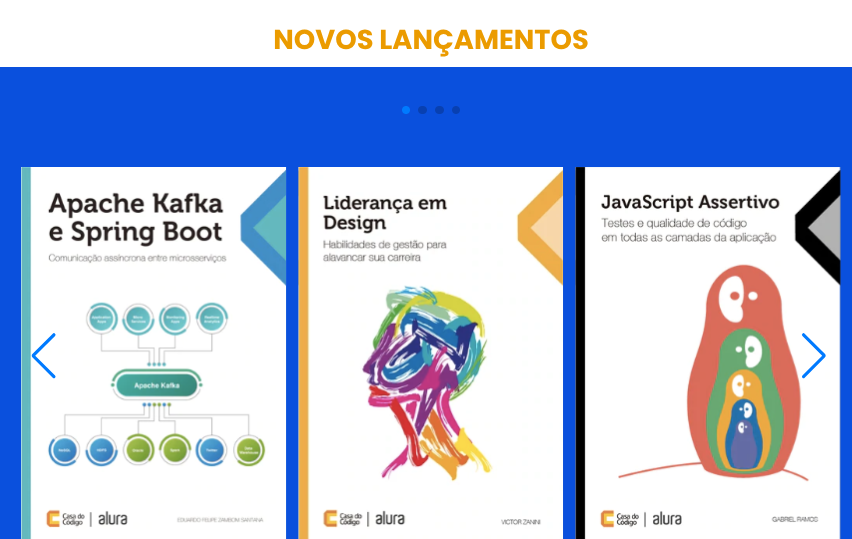 NOVOS LANÇAMENTOS
Apache Kafka
e Spring Boot
Comunicação assíncrona entre microsserviços
Apache Kafka
Casa do
Código
alura
EDUARDO FELIPE ZAMBOM SANTANA
Liderança em
Design
Habilidades de gestão para
alavancar sua carreira
Casa do
Código
alura
VICTOR ZANINI
JavaScript Assertivo
Testes e qualidade de código
em todas as camadas da aplicação
Casa do
Código
alura
GABRIEL RAMOS